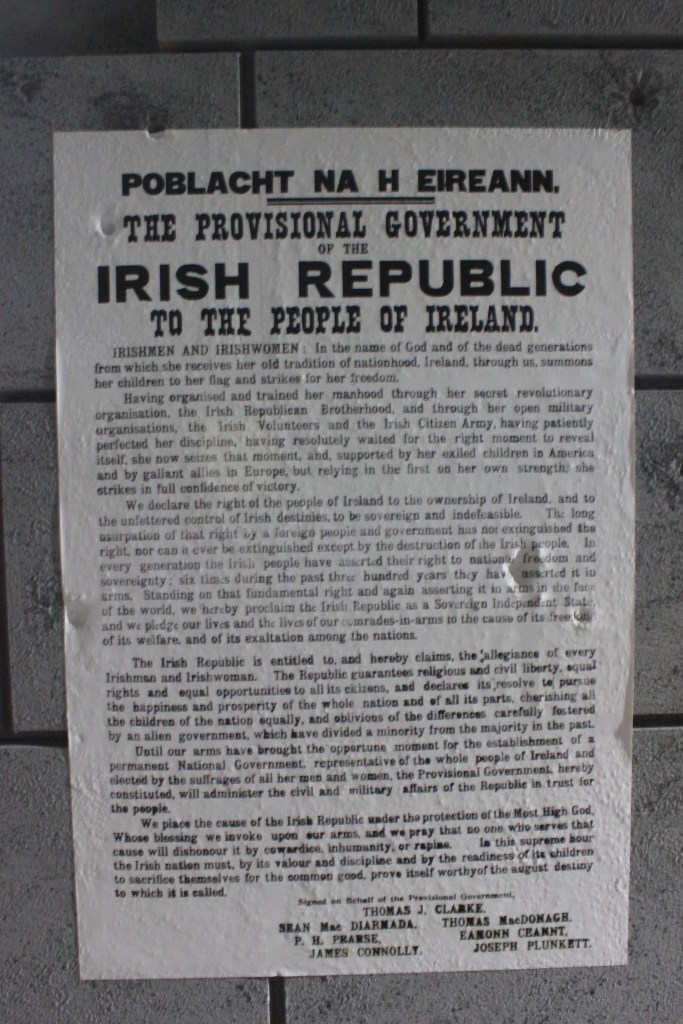 POBLACHT NA H EIREANN.
THE PROVISIONAL GOVERNMENT
OF THE
IRISH REPUBLIC
TO THE PEOPLE OF IRELAND.
IRISHMEN AND IRISHWOMEN: In the name of God and of the dead generations
from which she receives her old tradition of nationhood, Ireland, through us, summons
her children to her flag and strikes for her freedom.
Having organised and trained her manhood through her secret revolutionary
organisation, the Irish Republican Brotherhood, and through her open military
organisations, the Irish Volunteers and the Irish Citizen Army, having patiently
perfected her discipline, having resolutely waited for the right moment to reveal
itself, she now seizes that moment, and, supported by her exiled children in America
and by gallant allies in Europe, but relying in the first on her own strength, she
strikes in full confidence of victory.
We declare the right of the people of Ireland to the ownership of Ireland, and to
the unfettered control of Irish destinies, to be sovereign and indefeasible. The long
usurpation of that right by a foreign people and government has not extinguished the
right, nor can it ever be extinguished except by the destruction of the Irish people. In
every generation the Irish people have asserted their right to national freedom and
sovereignty; six times during the past three hundred years they have asserted it in
arms. Standing on that fundamental right and again asserting it in arms in the face
of the world, we hereby proclaim the Irish Republic as a Sovereign Independent State,
and we pledge our lives and the lives of our comrades-in-arms to the cause of its freedom,
of its welfare, and of its exaltation among the nations.
The Irish Republic is entitled to, and hereby claims, the allegiance of every
Irishman and Irishwoman. The Republic guarantees religious and civil liberty, equal
rights and equal opportunities to all its citizens, and declares its resolve to pursue
the happiness and prosperity of the whole nation and of all its parts, cherishing all
the children of the nation equally, and oblivious of the differences carefully fostered
by an alien government, which have divided a minority from the majority in the past.
Until our arms have brought the opportune moment for the establishment of a
permanent National Government, representative of the whole people of Ireland and
elected by the suffrages of all her men and women, the Provisional Government, hereby
constituted, will administer the civil and military affairs of the Republic in trust for
the people.
We place the cause of the Irish Republic under the protection of the Most High God,
Whose blessing we invoke upon our arms, and we pray that no one who serves that
cause will dishonour it by cowardice, inhumanity, or rapine. In this supreme hour
the Irish nation must, by its valour and discipline and by the readiness of its children
to sacrifice themselves for the common good, prove itself worthy of the august destiny
to which it is called.
Signed on Behalf of the Provisional Government,
THOMAS J. CLARKE,
SEAN Mac DIARMADA, THOMAS MacDONAGH,
P. H. PEARSE, EAMONN CEANNT,
JAMES CONNOLLY. JOSEPH PLUNKETT.